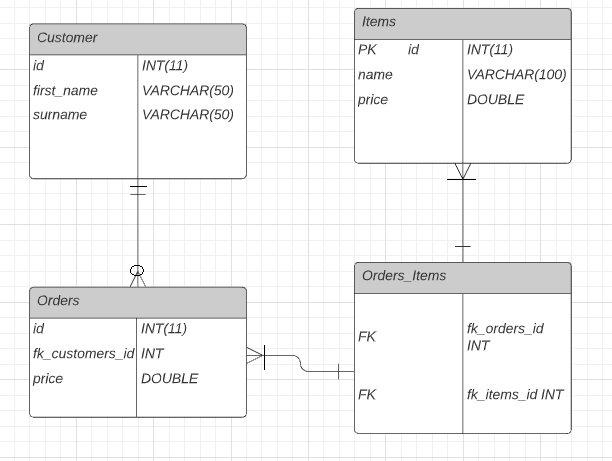 Customer
id INT(11)
first_name VARCHAR(50)
surname VARCHAR(50)
Items
PK id INT(11)
name VARCHAR(100)
price DOUBLE
Orders
id INT(11)
fk_customers_id INT
price DOUBLE
Orders_Items
FK fk_orders_id
INT
FK fk_items_id INT